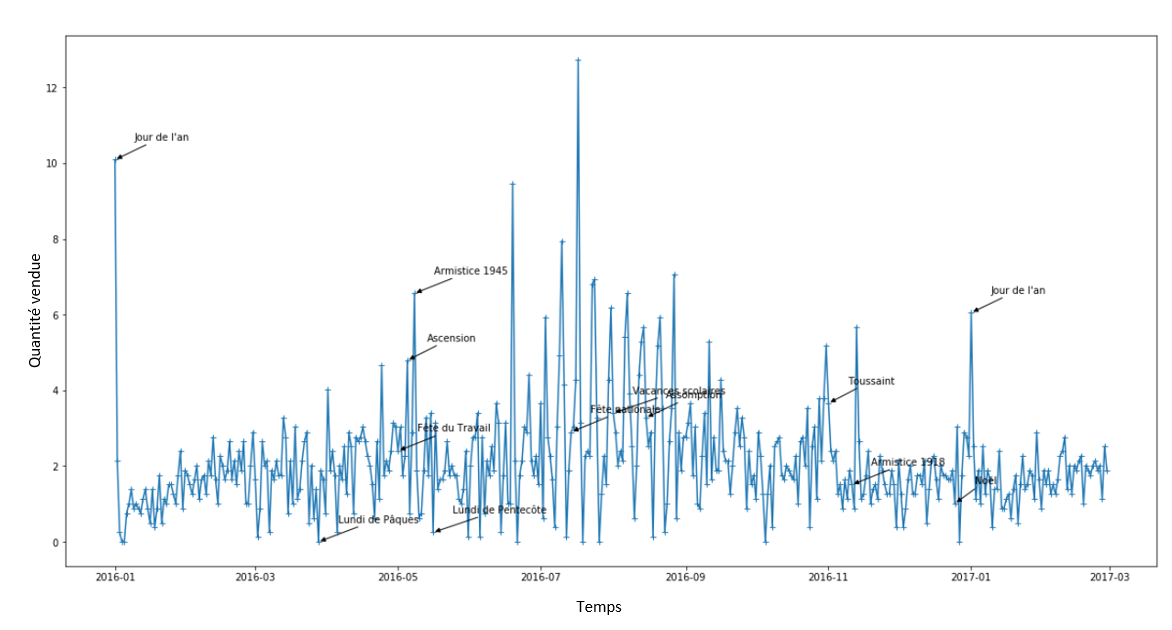 12
10
8
6
4
2
0
Quantité vendue
Jour de l'an
Armistice 1945
Ascension
Fête du Travail
Lundi de Pâques
Lundi de Pentecôte
Vacances scolaires
Assomption
Fête nationale
Toussaint
Armistice 1918
Noël
Jour de l'an
2016-01 2016-03 2016-05 2016-07 2016-09 2016-11 2017-01 2017-03
Temps